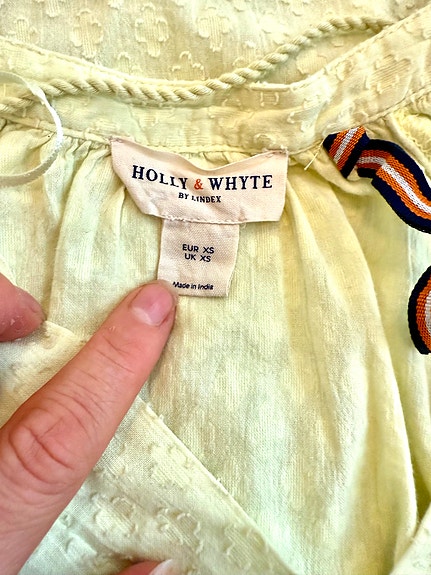 HOLLY & WHYTE
BY LINDEX
EUR XS
UK XS
Made in India